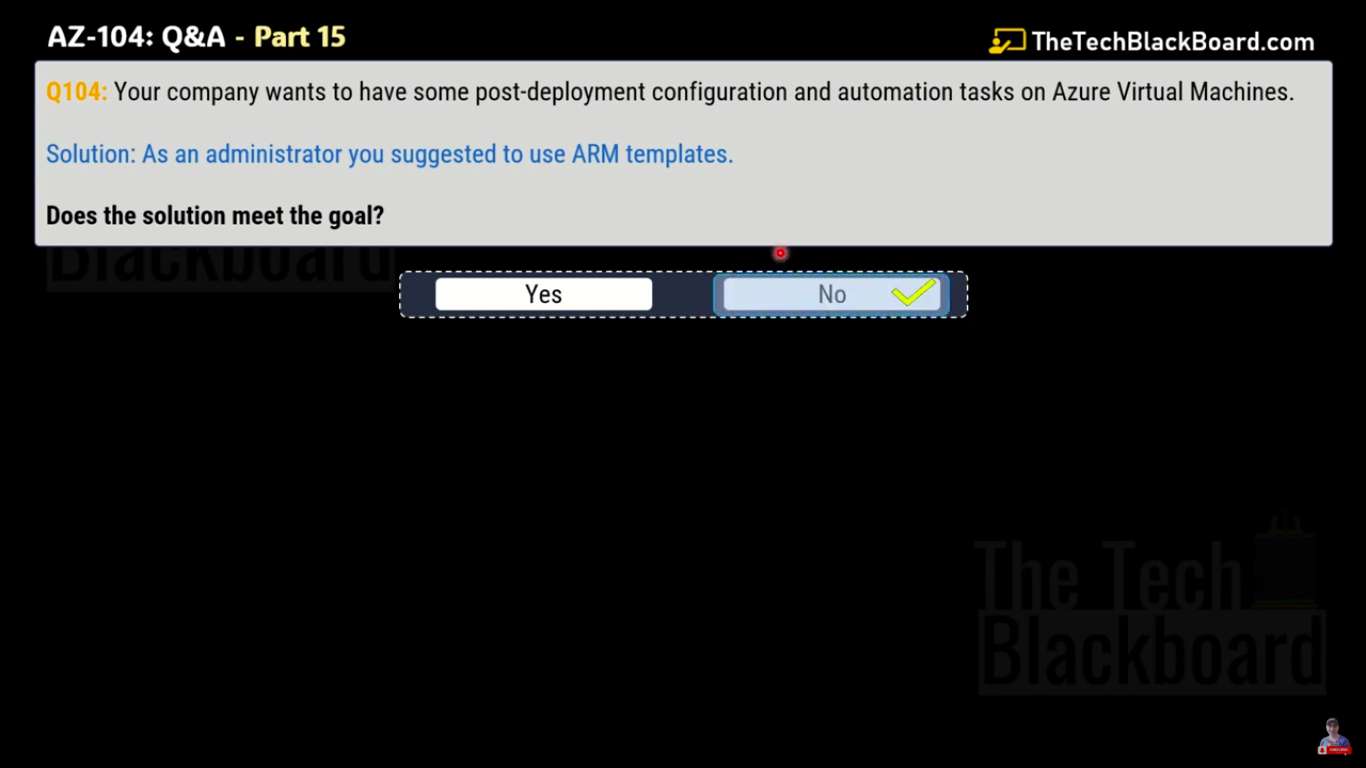 AZ-104: Q&A - Part 15
TheTechBlackBoard.com
Q104: Your company wants to have some post-deployment configuration and automation tasks on Azure Virtual Machines.
Solution: As an administrator you suggested to use ARM templates.
Does the solution meet the goal?
Blackboard
Yes
No
The Tech
Blackboard